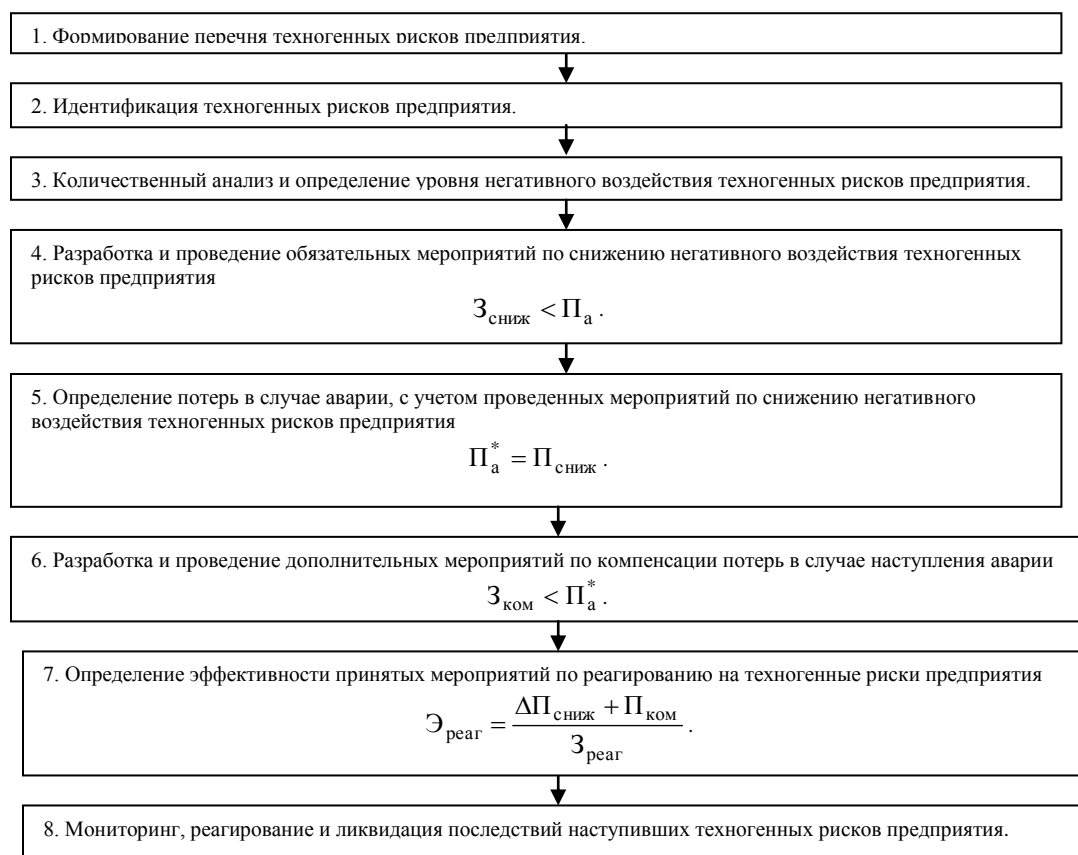 1. Формирование перечня техногенных рисков предприятия.
2. Идентификация техногенных рисков предприятия.
3. Количественный анализ и определение уровня негативного воздействия техногенных рисков предприятия.
4. Разработка и проведение обязательных мероприятий по снижению негативного воздействия техногенных
рисков предприятия
З_сниж < П_а .
5. Определение потерь в случае аварии, с учетом проведенных мероприятий по снижению негативного
воздействия техногенных рисков предприятия
П_а^* = П_сниж .
6. Разработка и проведение дополнительных мероприятий по компенсации потерь в случае наступления аварии
З_ком < П_а^* .
7. Определение эффективности принятых мероприятий по реагированию на техногенные риски предприятия
Э_реаг = (ΔП_сниж + П_ком) / З_реаг .
8. Мониторинг, реагирование и ликвидация последствий наступивших техногенных рисков предприятия.